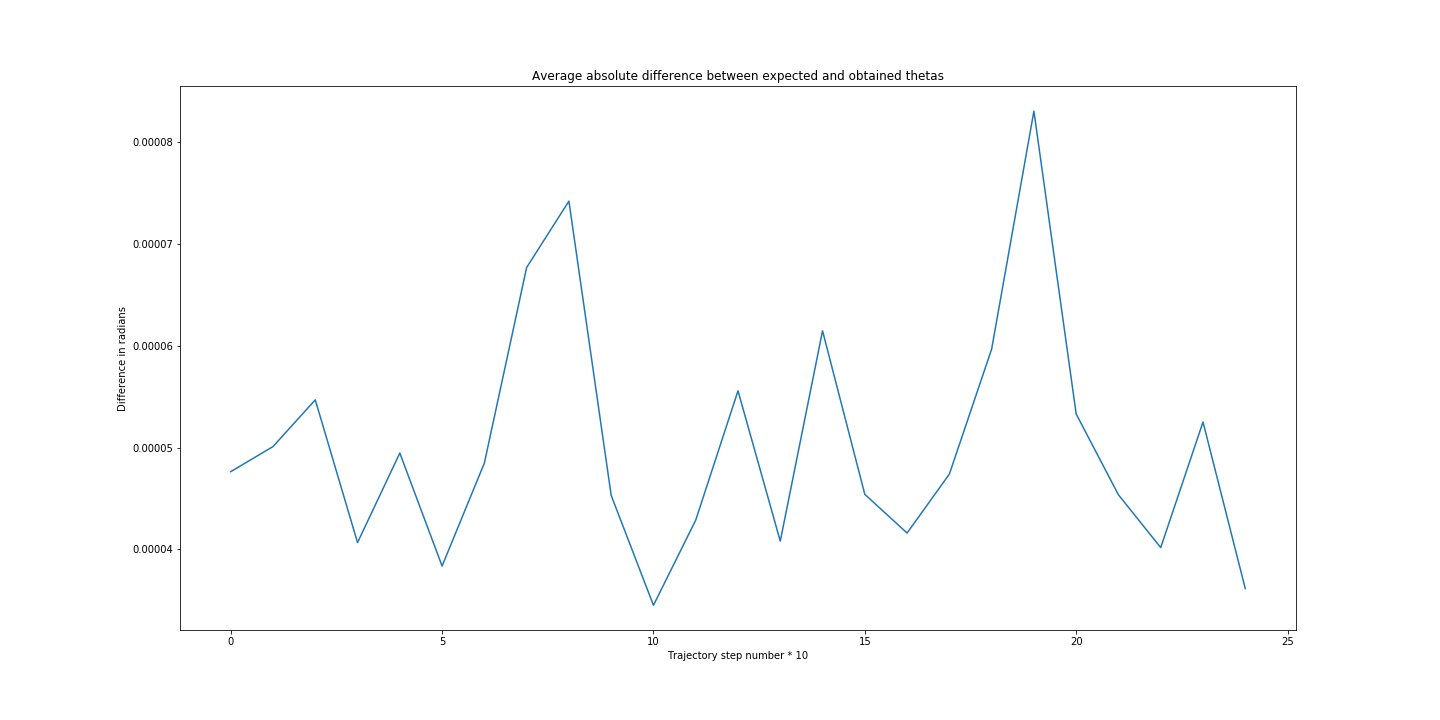 Average absolute difference between expected and obtained thetas
0.00008
0.00007
0.00006
0.00005
0.00004
Difference in radians
0 5 10 15 20 25
Trajectory step number * 10